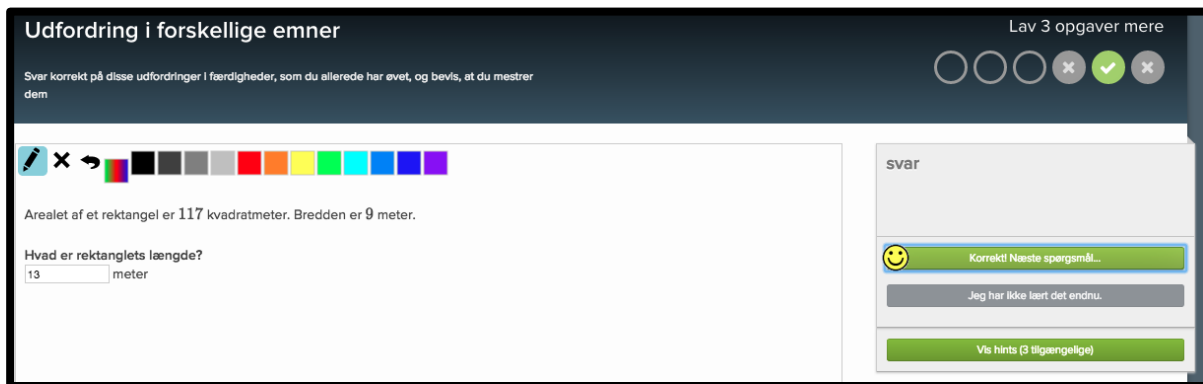 Udfordring i forskellige emner
Lav 3 opgaver mere
Svar korrekt på disse udfordringer i færdigheder, som du allerede har øvet, og bevis, at du mestrer
dem
svar
Arealet af et rektangel er 117 kvadratmeter. Bredden er 9 meter.
Hvad er rektanglets længde?
13 meter
Korrekt! Næste spørgsmål...
Jeg har ikke lært det endnu.
Vis hints (3 tilgængelige)